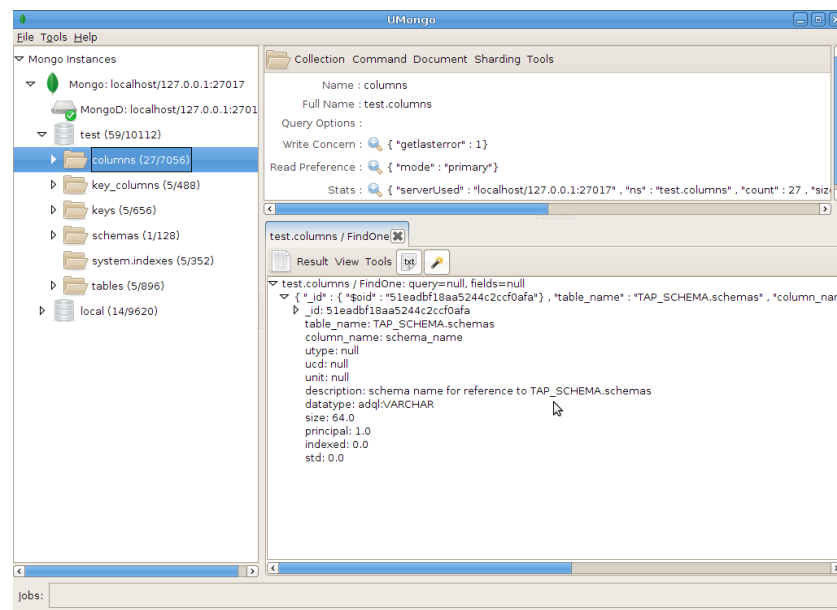 UMongo
File Tools Help
Mongo Instances
Mongo: localhost/127.0.0.1:27017
MongoD: localhost/127.0.0.1:2701
test (59/10112)
columns (27/7056)
key_columns (5/488)
keys (5/656)
schemas (1/128)
system.indexes (5/352)
tables (5/896)
local (14/9620)
Collection Command Document Sharding Tools
Name : columns
Full Name : test.columns
Query Options :
Write Concern : { "getlasterror" : 1}
Read Preference : { "mode" : "primary"}
Stats : { "serverUsed" : "localhost/127.0.0.1:27017" , "ns" : "test.columns" , "count" : 27 , "size
test.columns / FindOne
Result View Tools txt
test.columns / FindOne: query=null, fields=null
{ "_id" : { "$oid" : "51eadbf18aa5244c2ccf0afa"} , "table_name" : "TAP_SCHEMA.schemas" , "column_nar
_id: 51eadbf18aa5244c2ccf0afa
table_name: TAP_SCHEMA.schemas
column_name: schema_name
utype: null
ucd: null
unit: null
description: schema name for reference to TAP_SCHEMA.schemas
datatype: adql:VARCHAR
size: 64.0
principal: 1.0
indexed: 0.0
std: 0.0
Jobs: